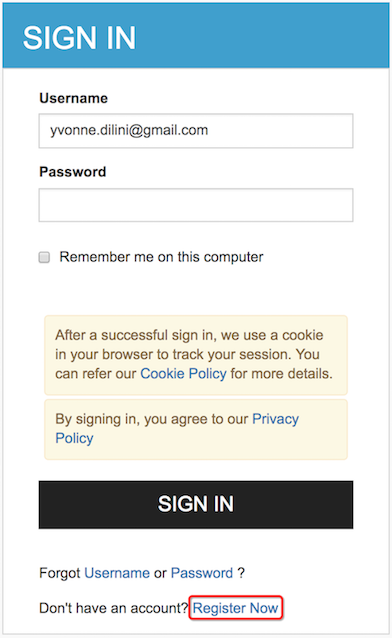 SIGN IN
Username
yvonne.dilini@gmail.com
Password
Remember me on this computer
After a successful sign in, we use a cookie
in your browser to track your session. You
can refer our Cookie Policy for more details.
By signing in, you agree to our Privacy
Policy
SIGN IN
Forgot Username or Password ?
Don't have an account? Register Now